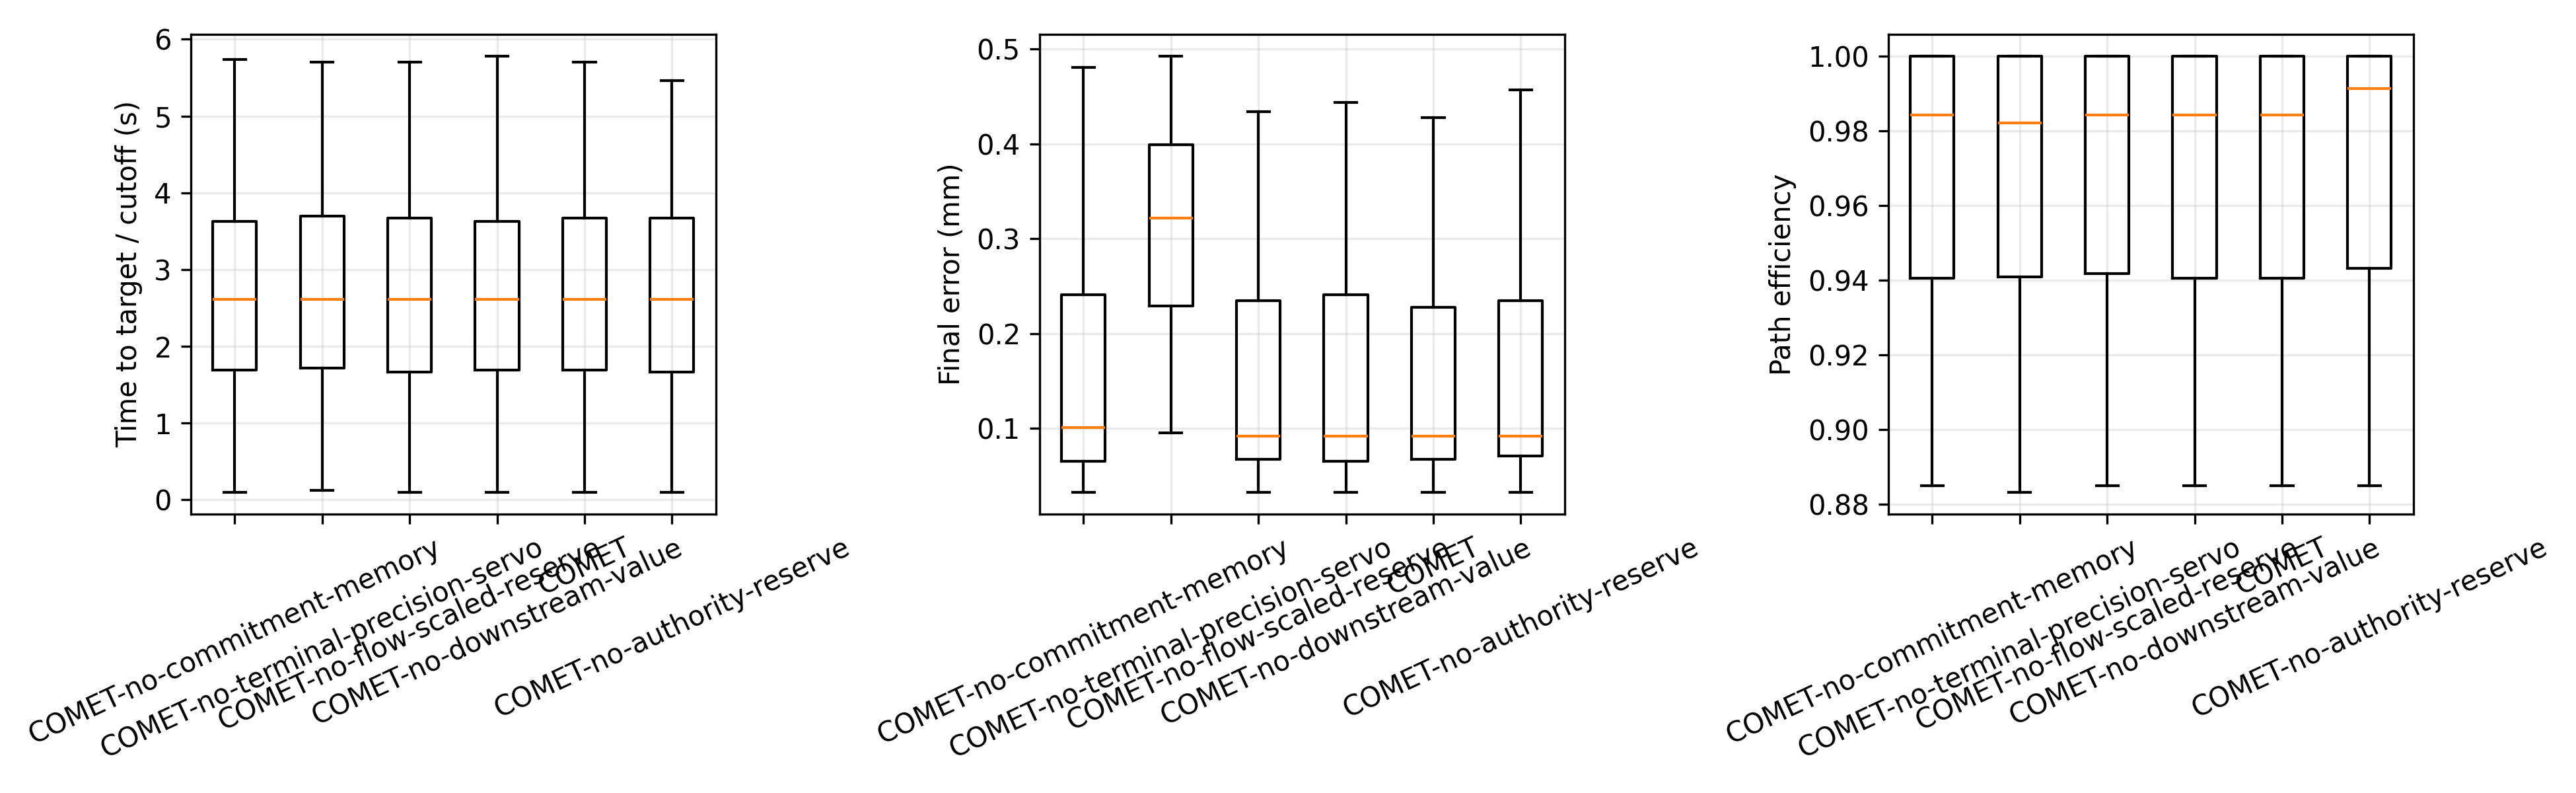 Time to target / cutoff (s)
6
5
4
3
2
1
0
COMET-no-commitment-memory
COMET-no-terminal-precision-servo
COMET-no-flow-scaled-reserve
COMET-no-downstream-value
COMET
COMET-no-authority-reserve
Final error (mm)
0.5
0.4
0.3
0.2
0.1
COMET-no-commitment-memory
COMET-no-terminal-precision-servo
COMET-no-flow-scaled-reserve
COMET-no-downstream-value
COMET
COMET-no-authority-reserve
Path efficiency
1.00
0.98
0.96
0.94
0.92
0.90
0.88
COMET-no-commitment-memory
COMET-no-terminal-precision-servo
COMET-no-flow-scaled-reserve
COMET-no-downstream-value
COMET
COMET-no-authority-reserve